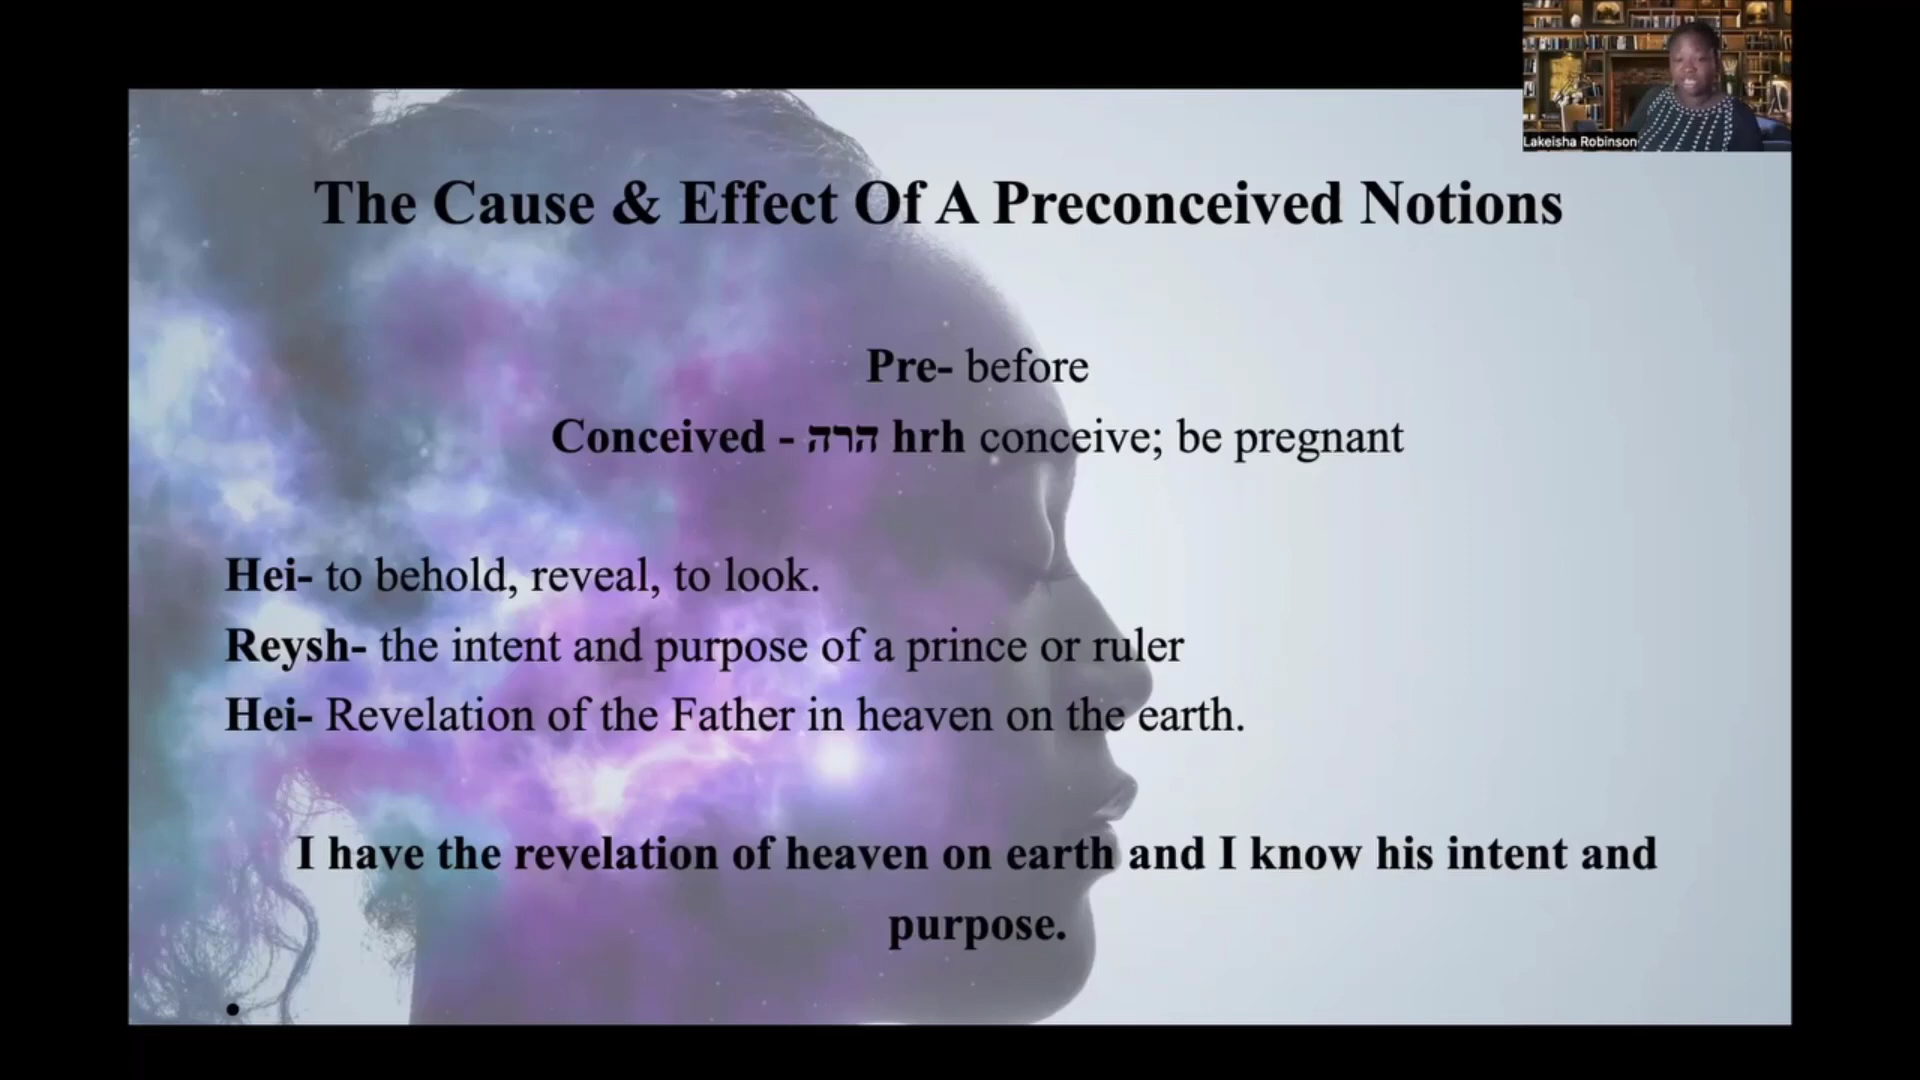 Lakeisha Robinson
The Cause & Effect Of A Preconceived Notions
Pre- before
Conceived - הרה hrh conceive; be pregnant
Hei- to behold, reveal, to look.
Reysh- the intent and purpose of a prince or ruler
Hei- Revelation of the Father in heaven on the earth.
I have the revelation of heaven on earth and I know his intent and
purpose.